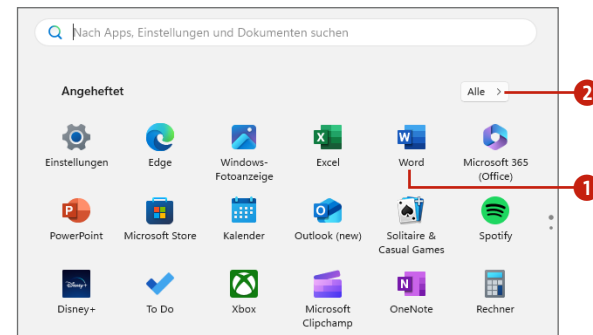 Nach Apps, Einstellungen und Dokumenten suchen
Angeheftet
Alle >
2
Einstellungen
Edge
Windows-
Fotoanzeige
Excel
Word
Microsoft 365
(Office)
1
PowerPoint
Microsoft Store
Kalender
Outlook (new)
Solitaire &
Casual Games
Spotify
Disney+
To Do
Xbox
Microsoft
Clipchamp
OneNote
Rechner